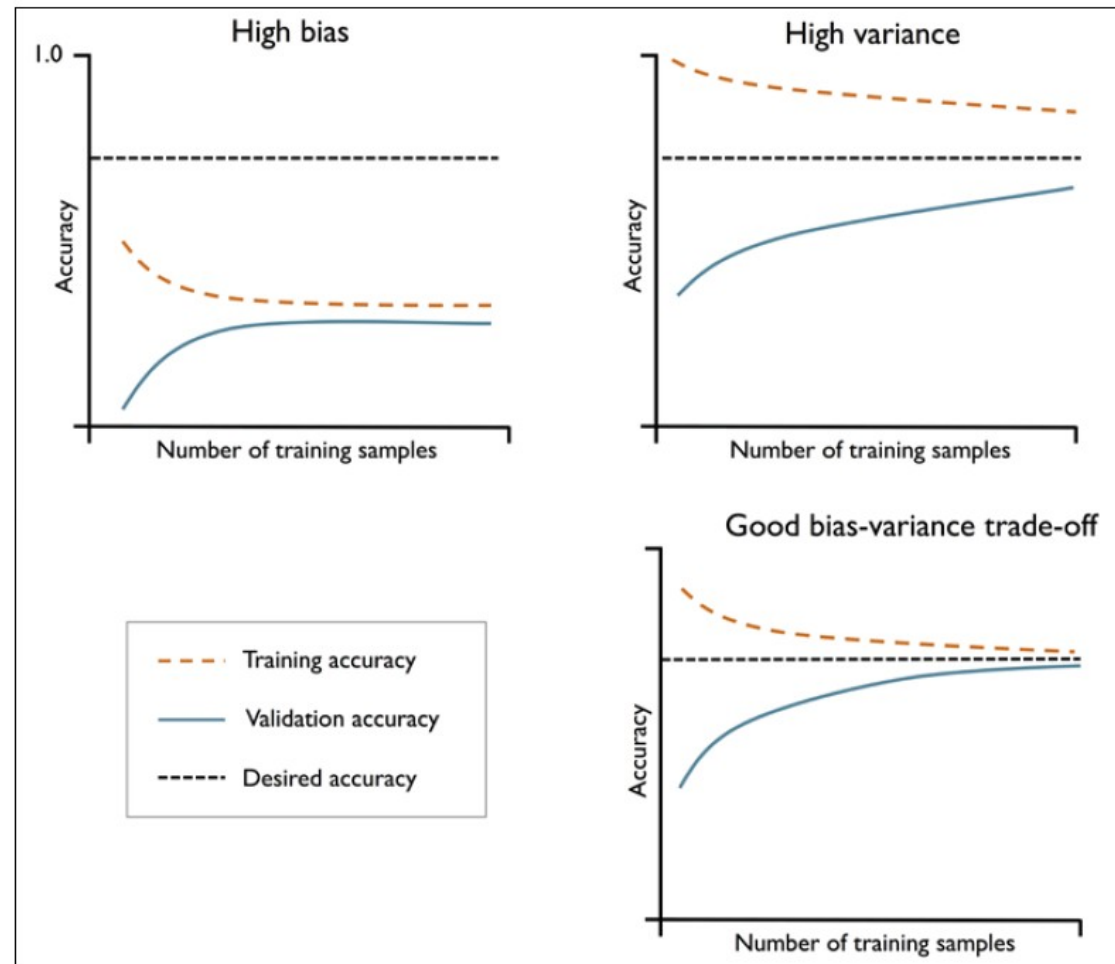 High bias
1.0
Accuracy
Number of training samples
High variance
Accuracy
Number of training samples
Training accuracy
Validation accuracy
Desired accuracy
Good bias-variance trade-off
Accuracy
Number of training samples